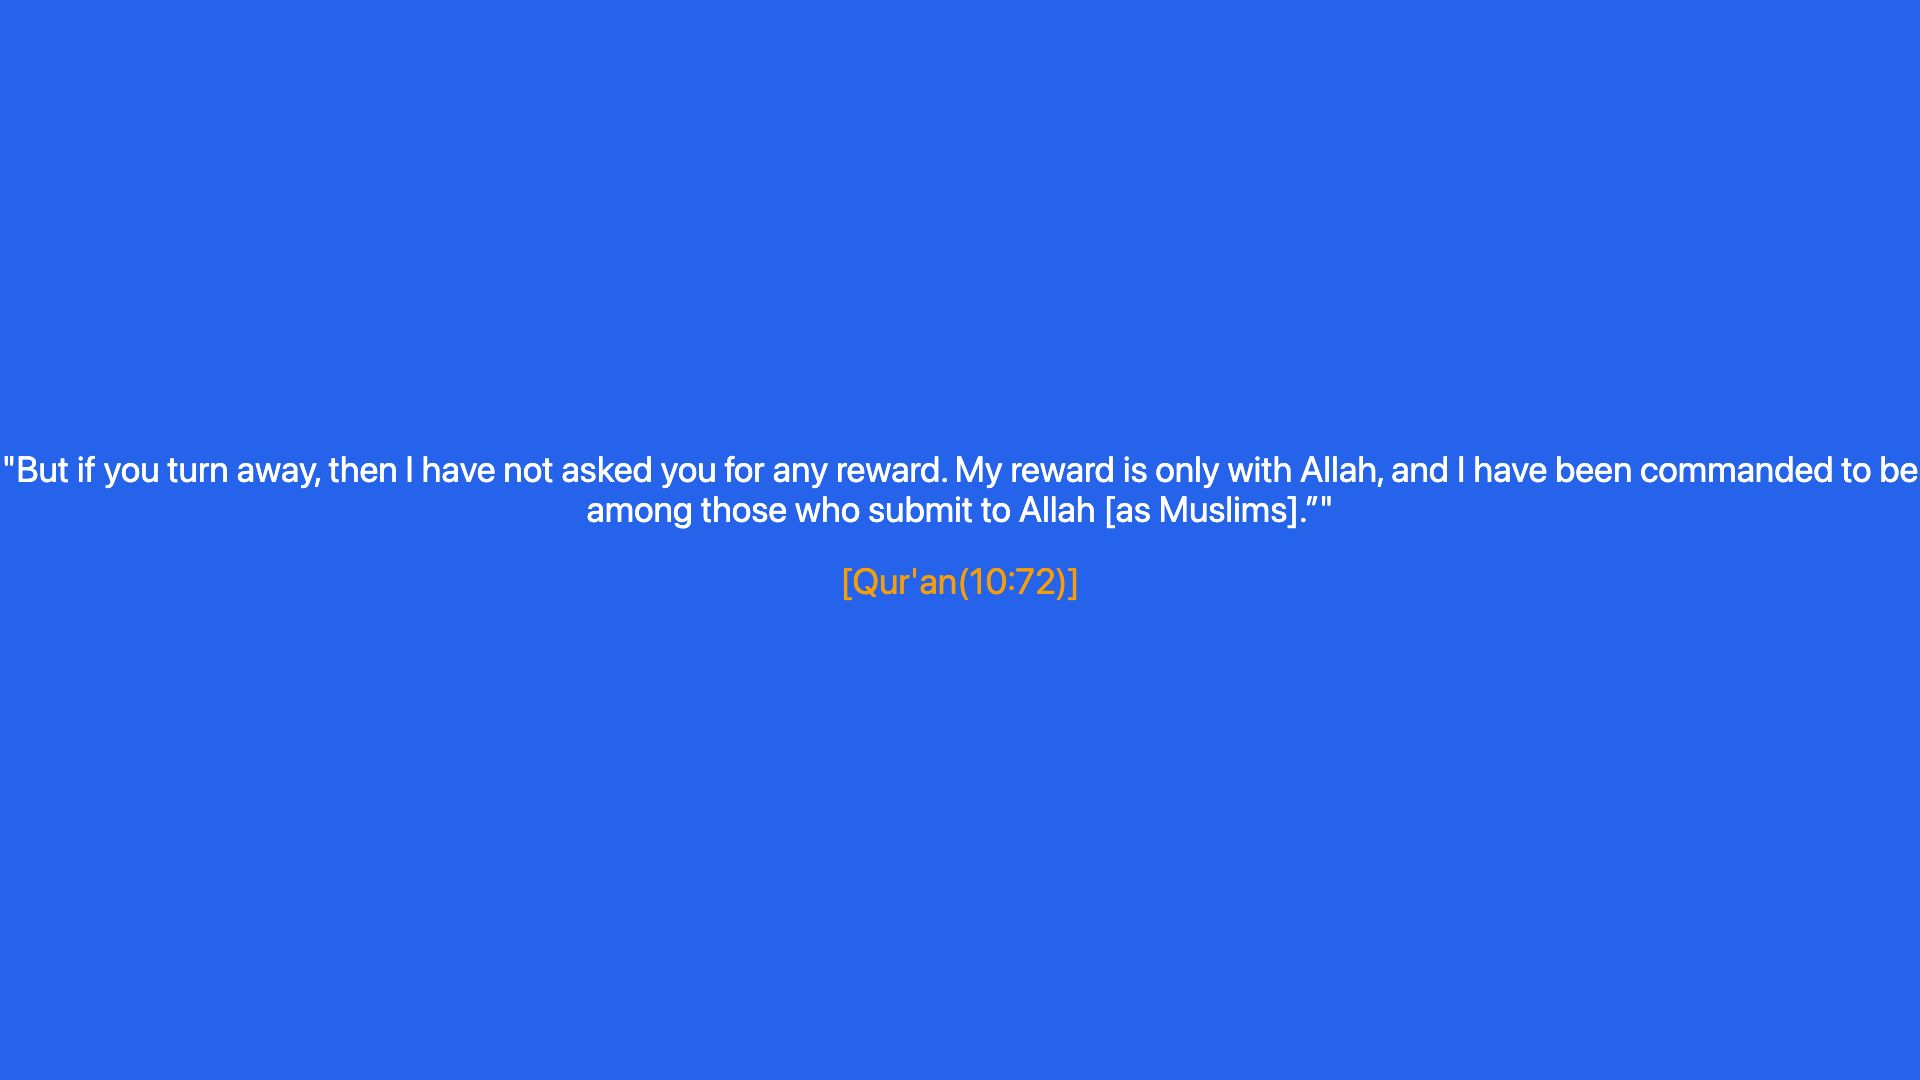 "But if you turn away, then I have not asked you for any reward. My reward is only with Allah, and I have been commanded to be
among those who submit to Allah [as Muslims].”"
[Qur'an(10:72)]